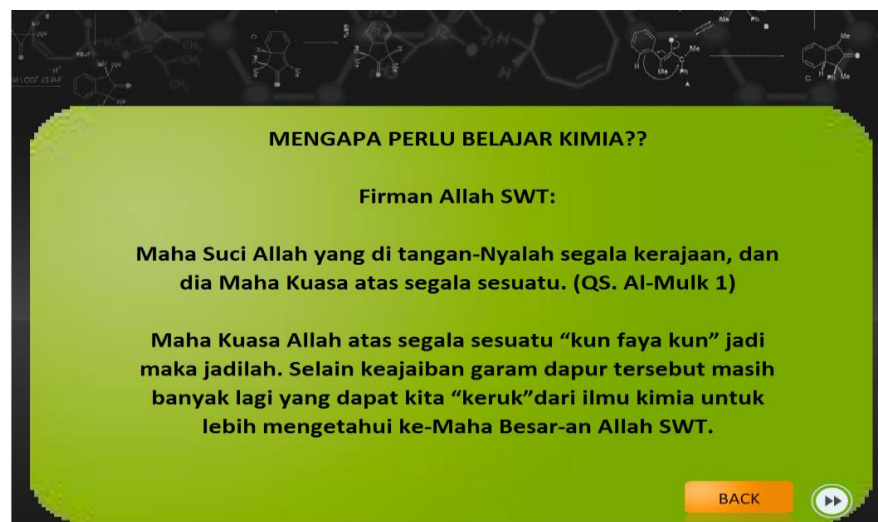 MENGAPA PERLU BELAJAR KIMIA??
Firman Allah SWT:
Maha Suci Allah yang di tangan-Nyalah segala kerajaan, dan
dia Maha Kuasa atas segala sesuatu. (QS. Al-Mulk 1)
Maha Kuasa Allah atas segala sesuatu “kun faya kun” jadi
maka jadilah. Selain keajaiban garam dapur tersebut masih
banyak lagi yang dapat kita “keruk”dari ilmu kimia untuk
lebih mengetahui ke-Maha Besar-an Allah SWT.
BACK